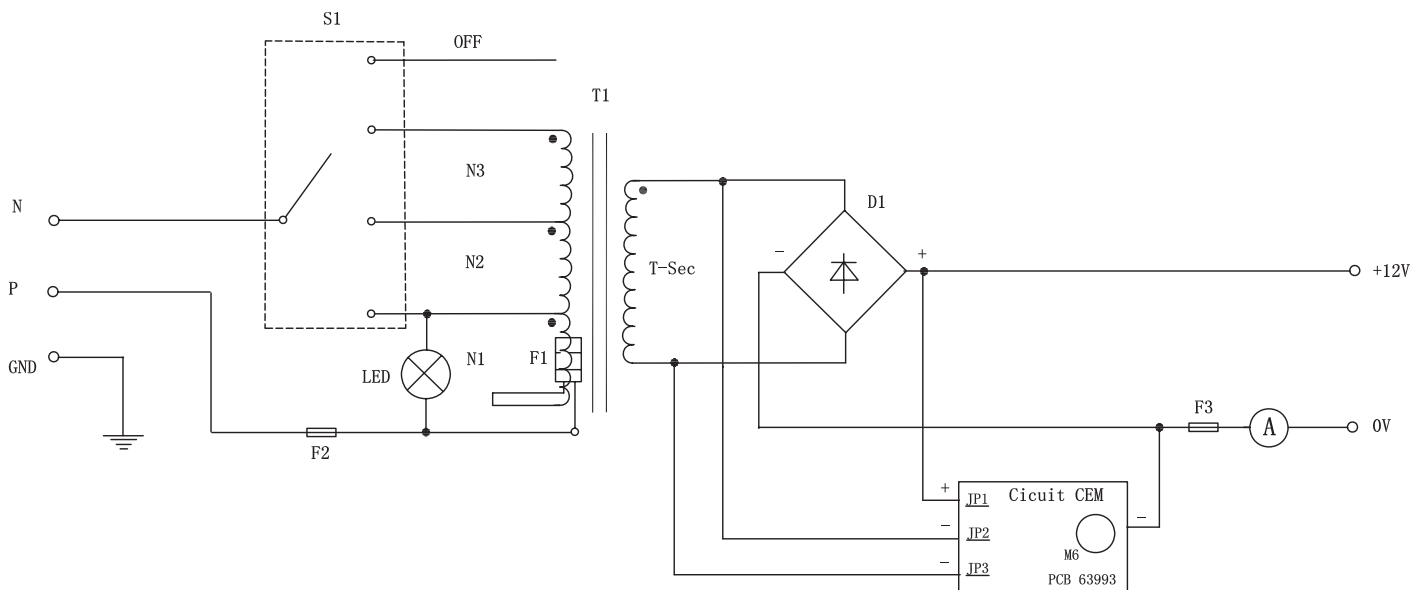 S1
OFF
T1
N3
N
D1
+
−
N2
T-Sec
+12V
P
GND
LED
N1
F1
F2
F3
A
0V
+
JP1
Cicuit CEM
−
JP2
−
M6
−
JP3
PCB 63993